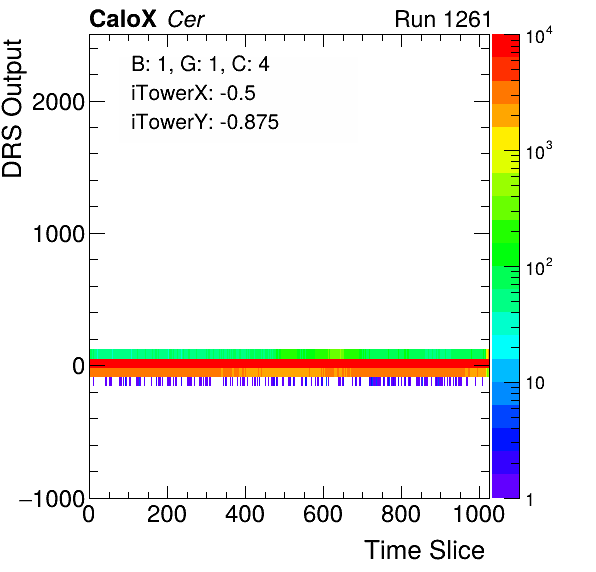 CaloX Cer
Run 1261
B: 1, G: 1, C: 4
iTowerX: -0.5
iTowerY: -0.875
DRS Output
2000
1000
0
−1000
0 200 400 600 800 1000
Time Slice
10^4
10^3
10^2
10
1